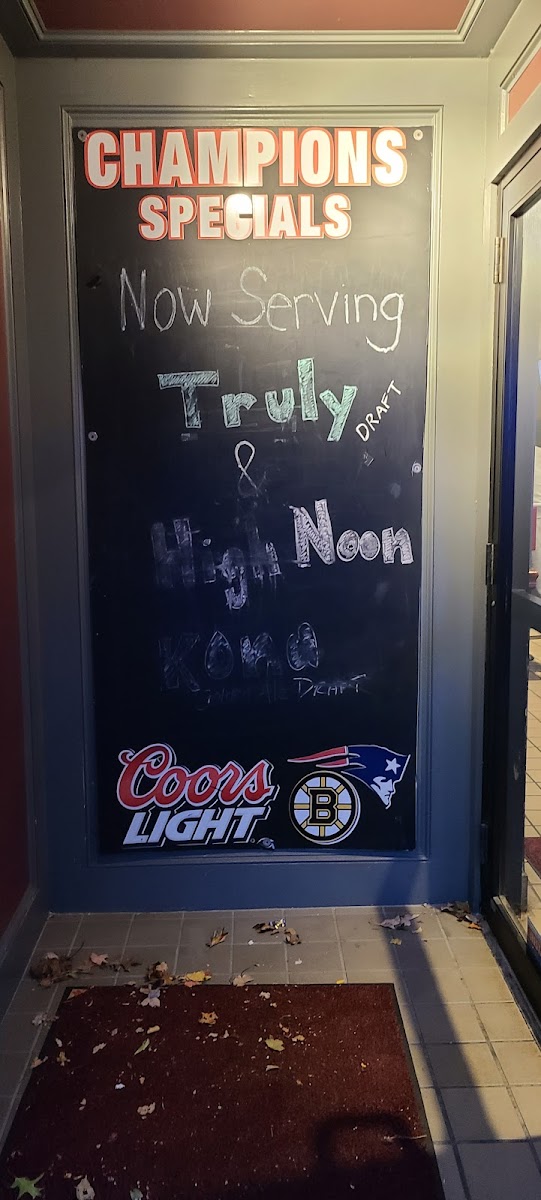 CHAMPIONS
SPECIALS
Now Serving
Truly DRAFT
&
High Noon
Kona
DRAFT
Coors
LIGHT
B